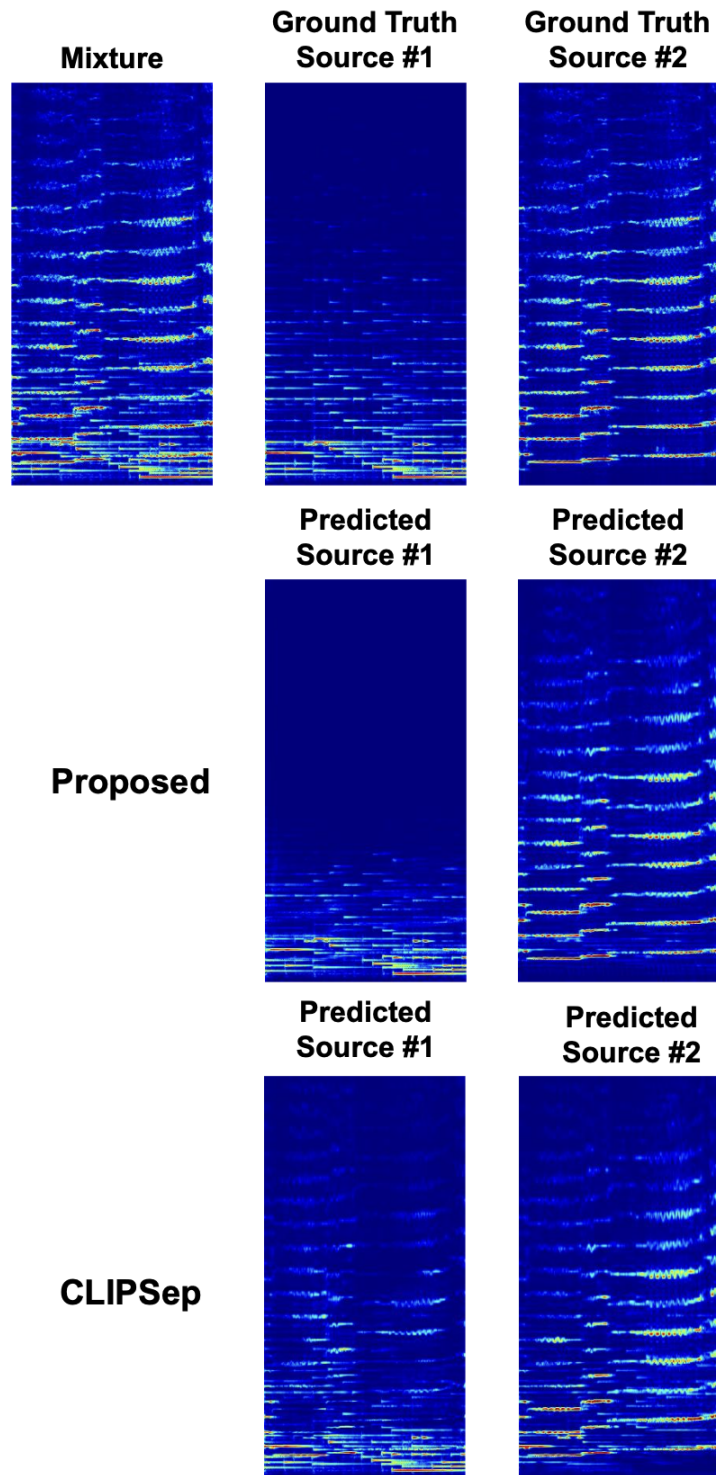 Mixture
Ground Truth
Source #1
Ground Truth
Source #2
Predicted
Source #1
Predicted
Source #2
Proposed
Predicted
Source #1
Predicted
Source #2
CLIPSep